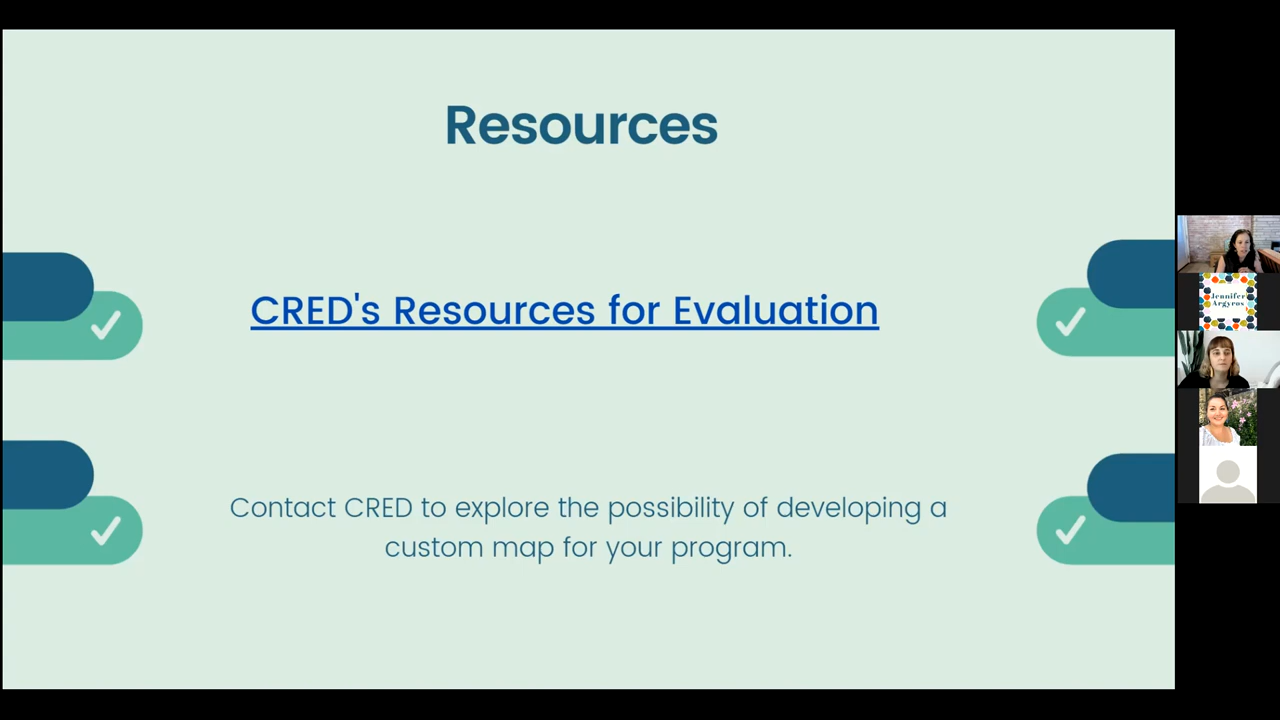 Resources
CRED's Resources for Evaluation
Contact CRED to explore the possibility of developing a
custom map for your program.
Jennifer
Argyros